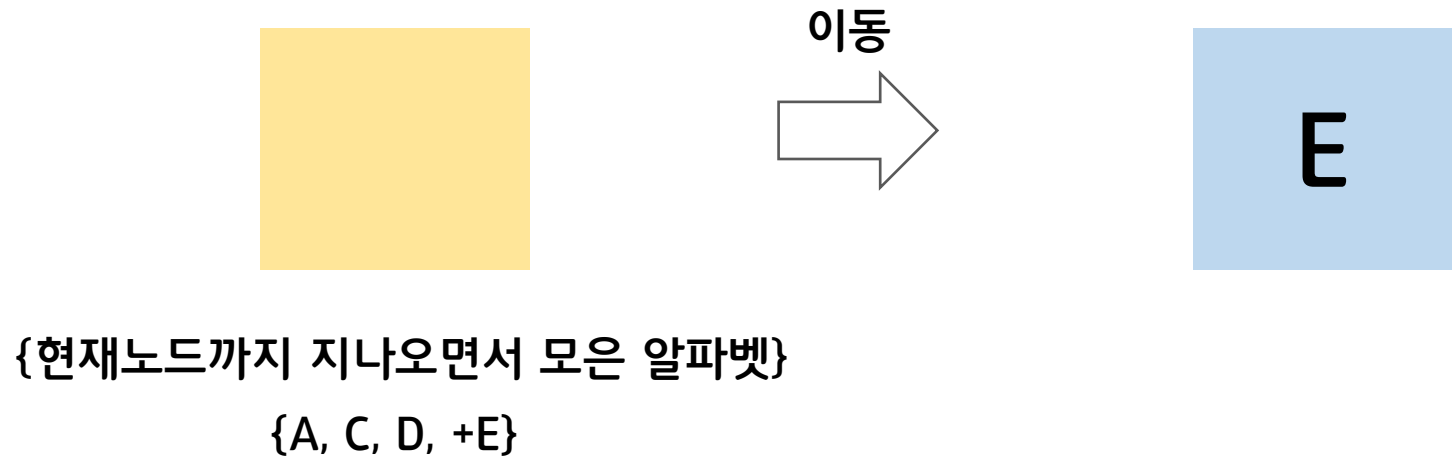 이동
E
{현재노드까지 지나오면서 모은 알파벳}
{A, C, D, +E}